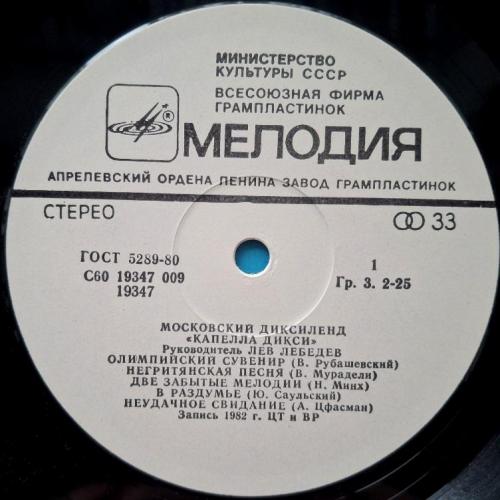 МИНИСТЕРСТВО
КУЛЬТУРЫ СССР
ВСЕСОЮЗНАЯ ФИРМА
ГРАМПЛАСТИНОК
®
МЕЛОДИЯ
АПРЕЛЕВСКИЙ ОРДЕНА ЛЕНИНА ЗАВОД ГРАМПЛАСТИНОК
СТЕРЕО
33
ГОСТ 5289-80
С60 19347 009
19347
1
Гр. 3. 2-25
МОСКОВСКИЙ ДИКСИЛЕНД
«КАПЕЛЛА ДИКСИ»
Руководитель ЛЕВ ЛЕБЕДЕВ
ОЛИМПИЙСКИЙ СУВЕНИР (В. Рубашевский)
НЕГРИТЯНСКАЯ ПЕСНЯ (В. Мурадели)
ДВЕ ЗАБЫТЫЕ МЕЛОДИИ (Н. Минх)
В РАЗДУМЬЕ (Ю. Саульский)
НЕУДАЧНОЕ СВИДАНИЕ (А. Цфасман)
Запись 1982 г. ЦТ и ВР